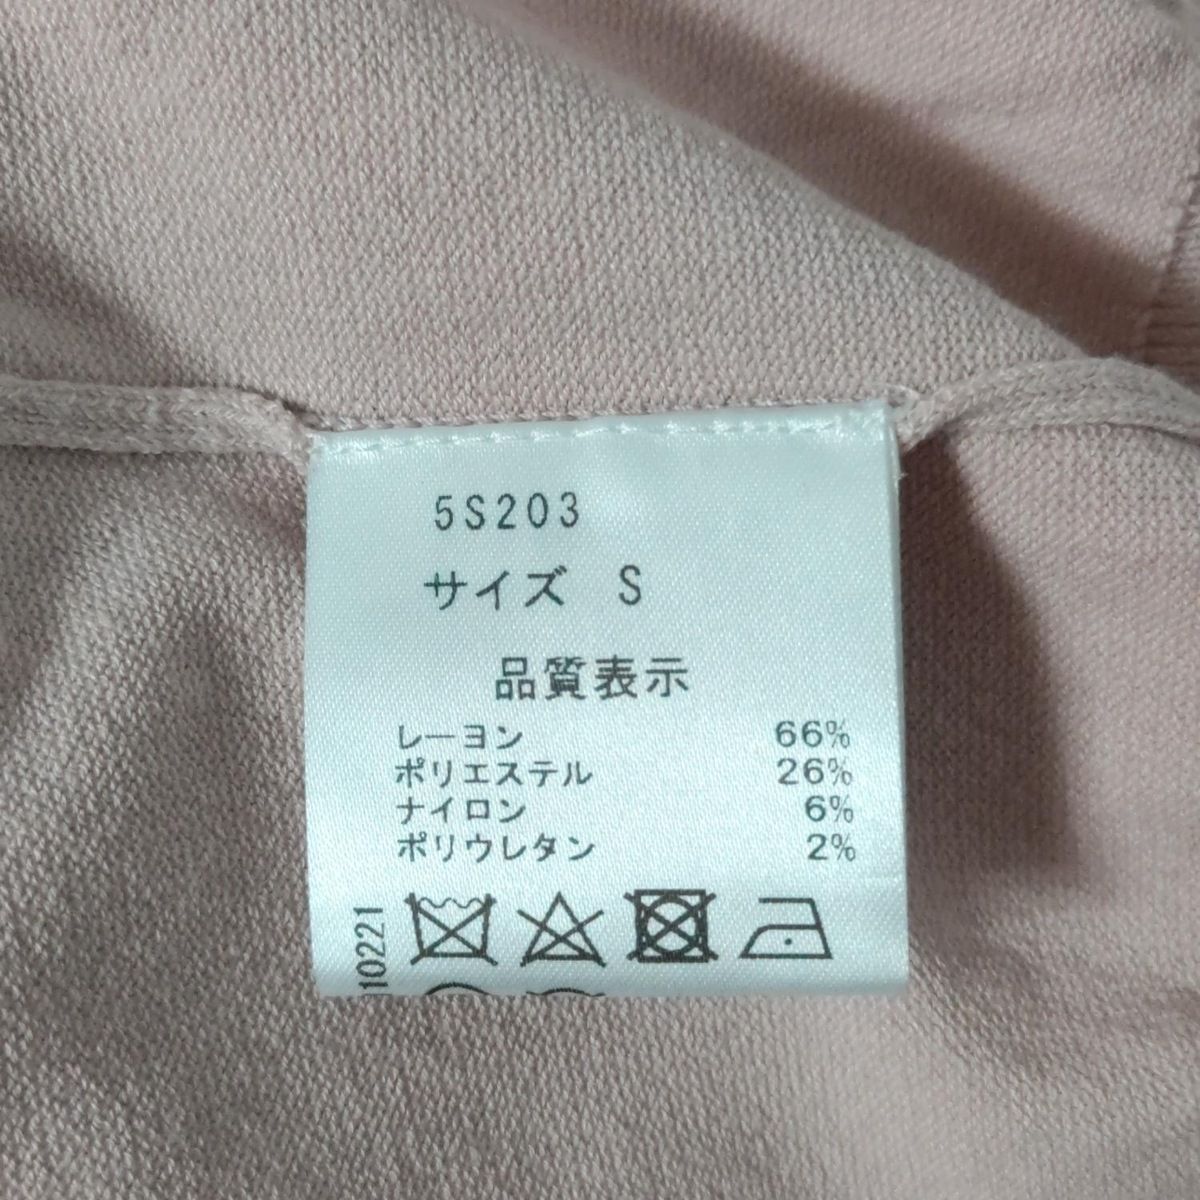 5S203
サイズ S
品質表示
レーヨン 66%
ポリエステル 26%
ナイロン 6%
ポリウレタン 2%
10221